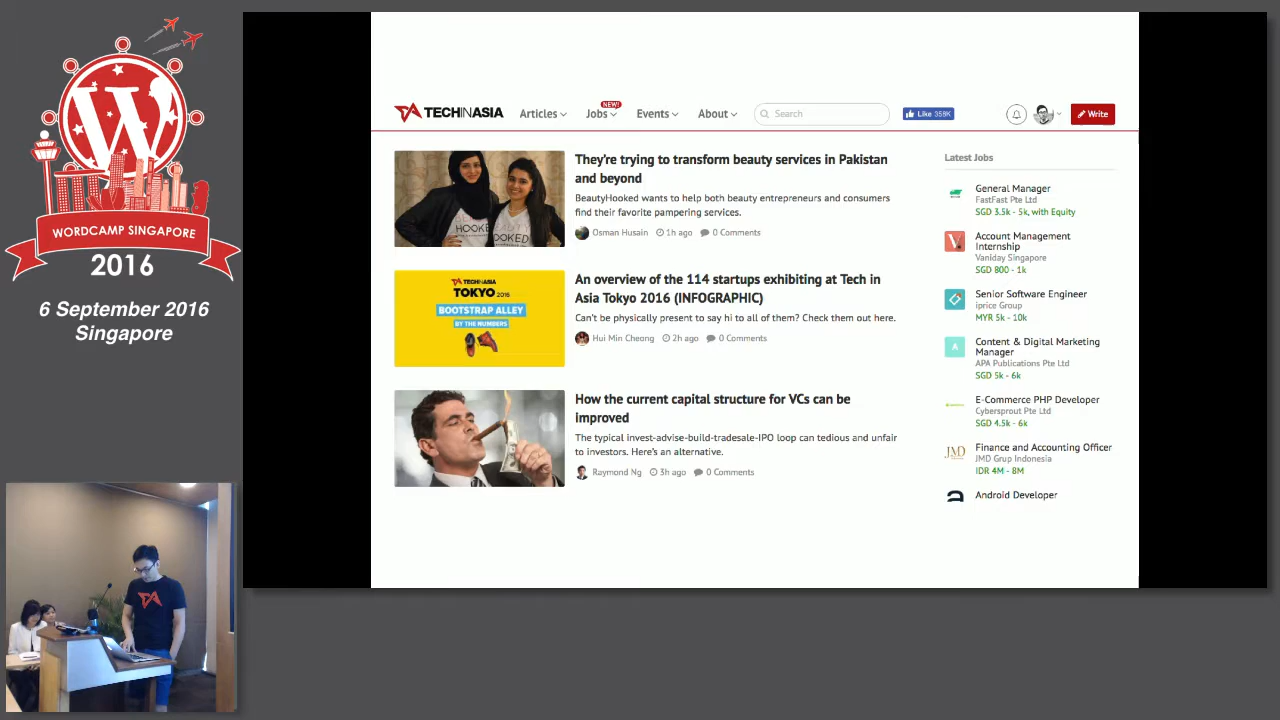 WORDCAMP SINGAPORE
2016
6 September 2016
Singapore
TECHINASIA
Articles
Jobs
NEW!
Events
About
Search
Like 358K
Write
They're trying to transform beauty services in Pakistan
and beyond
BeautyHooked wants to help both beauty entrepreneurs and consumers
find their favorite pampering services.
Osman Husain 1h ago 0 Comments
TECHINASIA
TOKYO 2016
BOOTSTRAP ALLEY
BY THE NUMBERS
An overview of the 114 startups exhibiting at Tech in
Asia Tokyo 2016 (INFOGRAPHIC)
Can't be physically present to say hi to all of them? Check them out here.
Hui Min Cheong 2h ago 0 Comments
How the current capital structure for VCs can be
improved
The typical invest-advise-build-tradesale-IPO loop can tedious and unfair
to investors. Here's an alternative.
Raymond Ng 3h ago 0 Comments
Latest Jobs
General Manager
FastFast Pte Ltd
SGD 3.5k - 5k, with Equity
Account Management
Internship
Vaniday Singapore
SGD 800 - 1k
Senior Software Engineer
iprice Group
MYR 5k - 10k
A
Content & Digital Marketing
Manager
APA Publications Pte Ltd
SGD 5k - 6k
E-Commerce PHP Developer
Cybersprout Pte Ltd
SGD 4.5k - 6k
JMD
Finance and Accounting Officer
JMD Grup Indonesia
IDR 4M - 8M
Android Developer